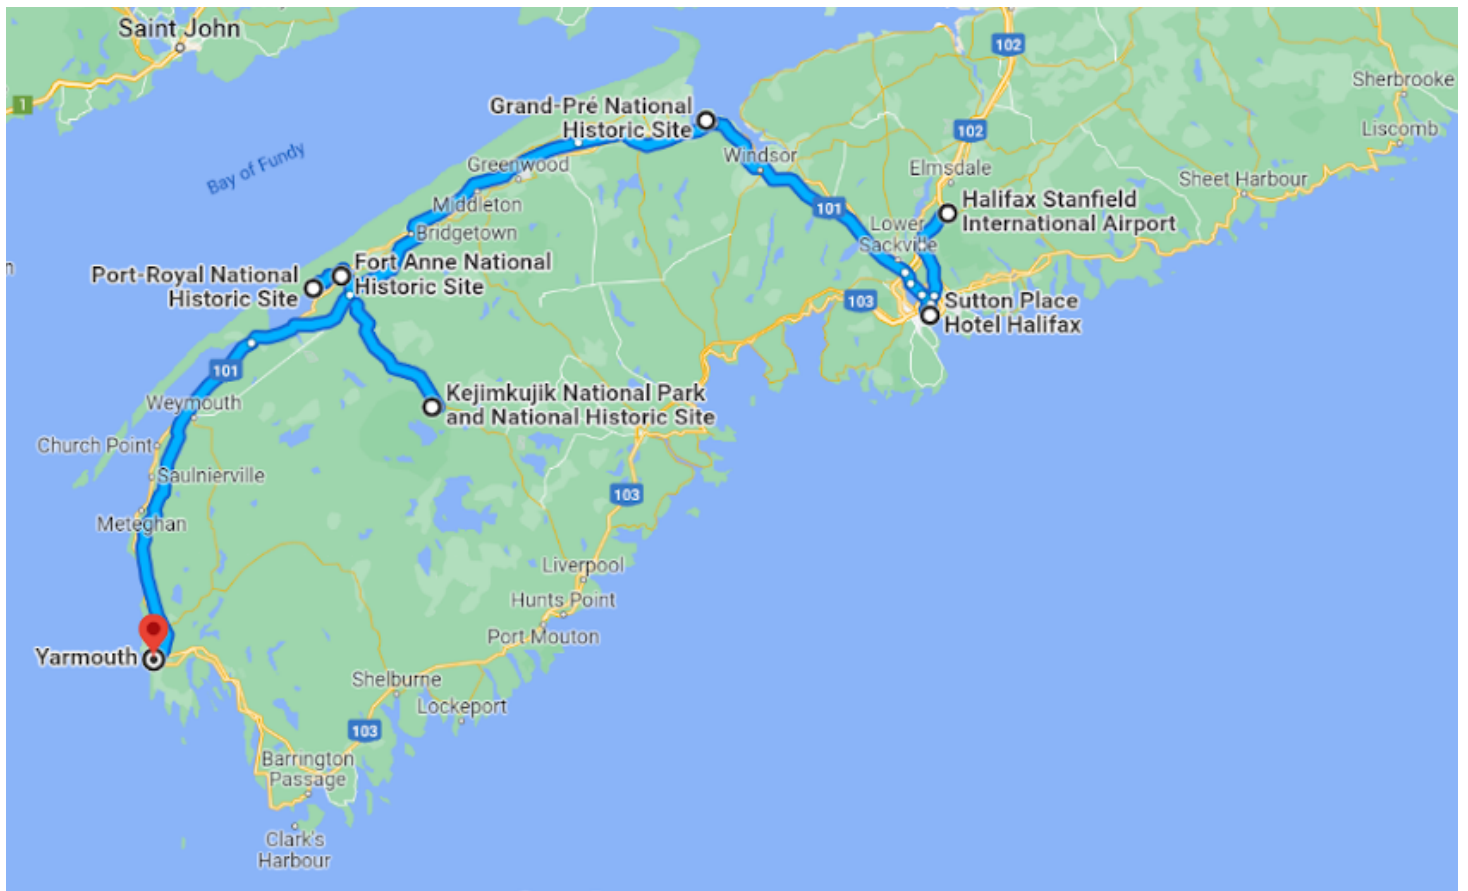 Saint John
1
102
Sherbrooke
Grand-Pré National
Historic Site
102
Liscomb
Windsor
Greenwood
Elmsdale
Sheet Harbour
Bay of Fundy
Middleton
101
Halifax Stanfield
International Airport
Lower
Sackville
Bridgetown
Port-Royal National
Historic Site
Fort Anne National
Historic Site
103
Sutton Place
Hotel Halifax
101
Weymouth
Kejimkujik National Park
and National Historic Site
Church Point
Saulnierville
103
Meteghan
Liverpool
Hunts Point
Port Mouton
Yarmouth
Shelburne
Lockeport
103
Barrington
Passage
Clark's
Harbour